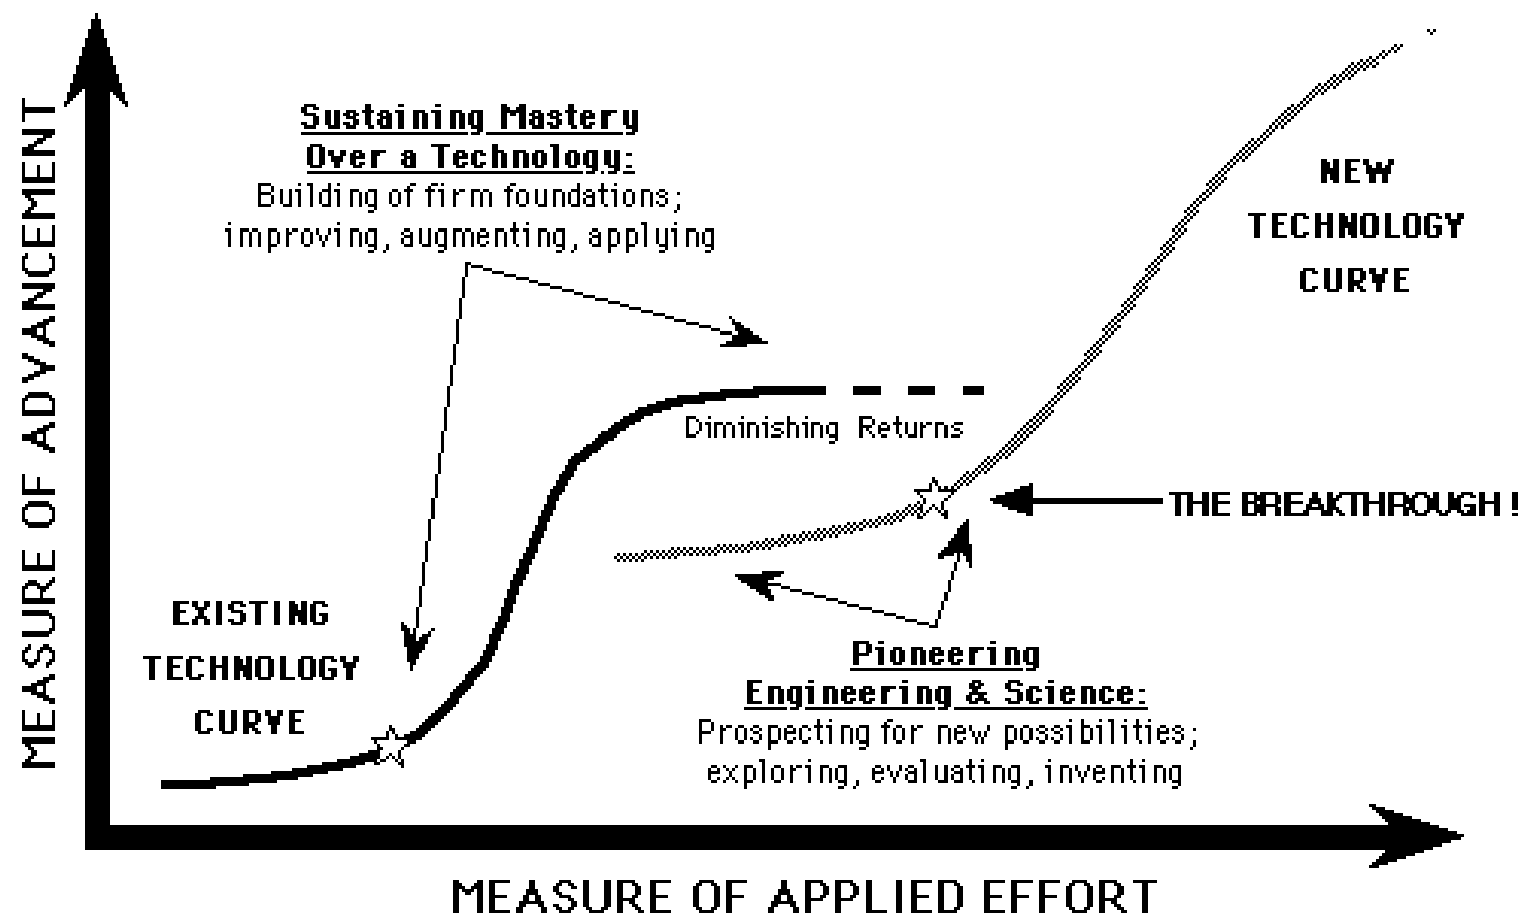 MEASURE OF ADVANCEMENT
Sustaining Mastery
Over a Technology:
Building of firm foundations;
improving, augmenting, applying
NEW
TECHNOLOGY
CURVE
Diminishing Returns
THE BREAKTHROUGH !
EXISTING
TECHNOLOGY
CURVE
Pioneering
Engineering & Science:
Prospecting for new possibilities;
exploring, evaluating, inventing
MEASURE OF APPLIED EFFORT